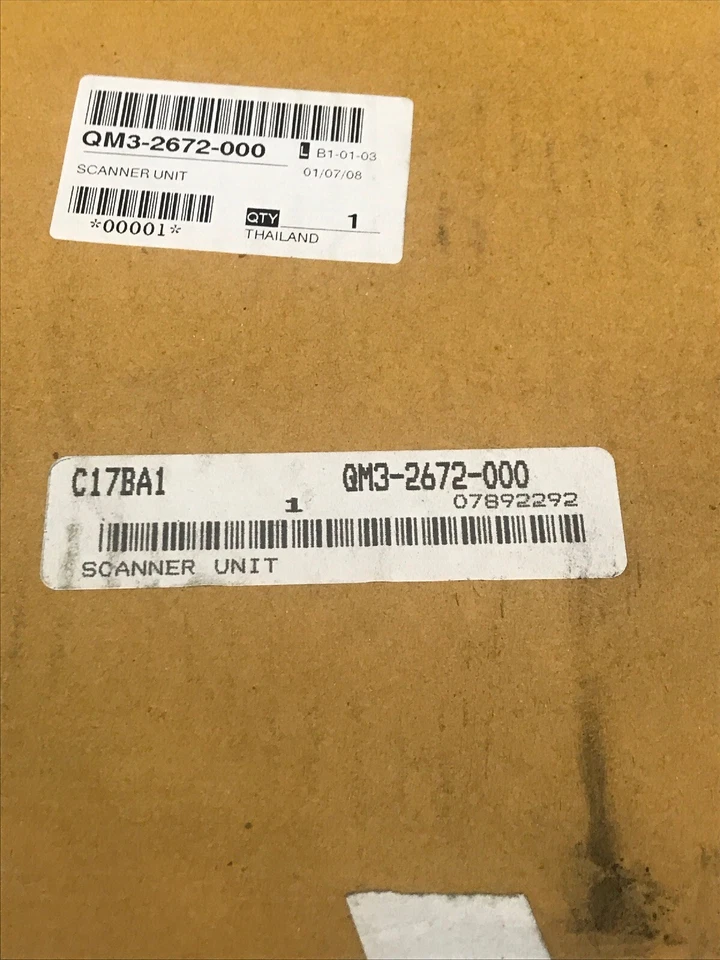 QM3-2672-000 L B1-01-03
SCANNER UNIT 01/07/08
QTY 1
*00001* THAILAND
C17BA1 QM3-2672-000
1 07892292
SCANNER UNIT